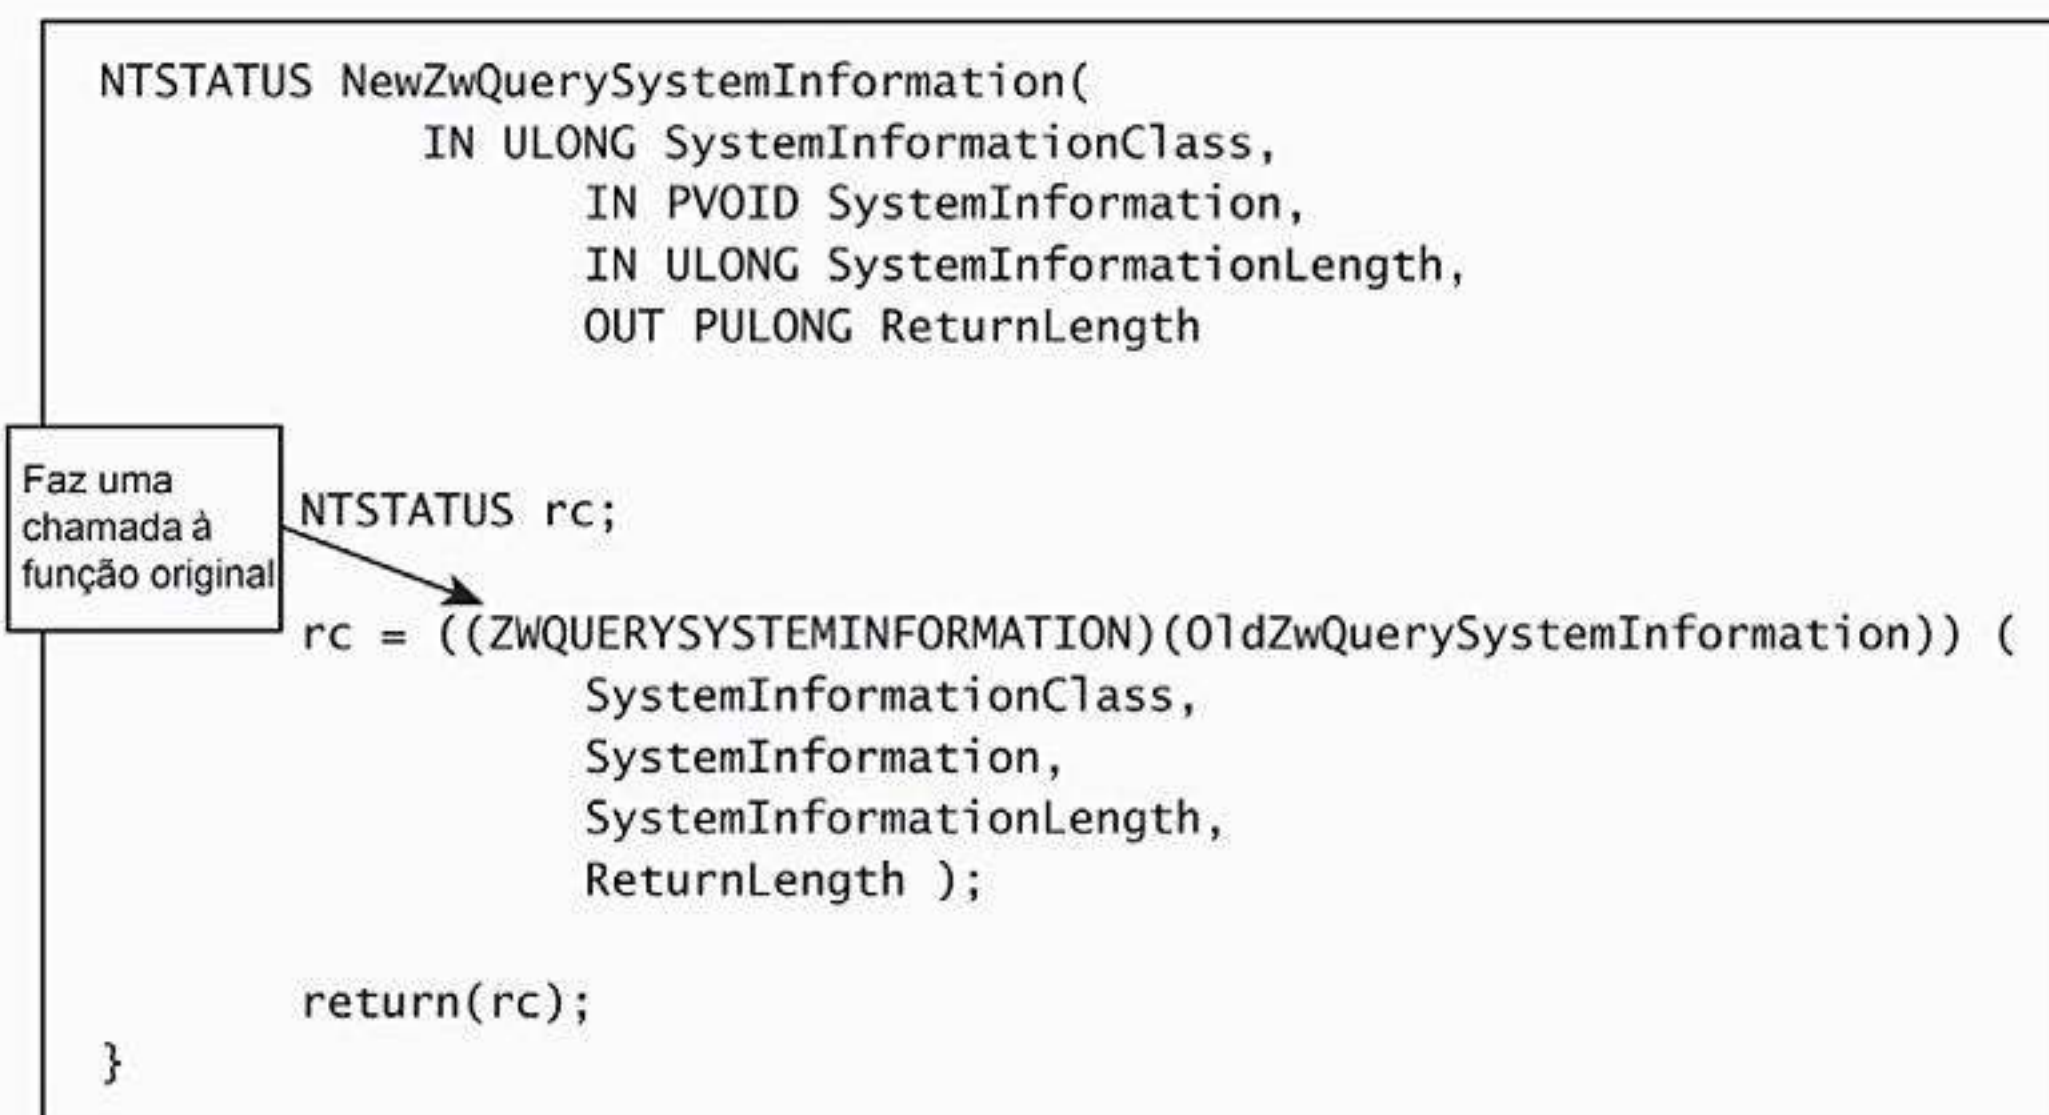 NTSTATUS NewZwQuerySystemInformation(
IN ULONG SystemInformationClass,
IN PVOID SystemInformation,
IN ULONG SystemInformationLength,
OUT PULONG ReturnLength
Faz uma
chamada à
função original
NTSTATUS rc;
rc = ((ZWQUERYSYSTEMINFORMATION)(OldZwQuerySystemInformation)) (
SystemInformationClass,
SystemInformation,
SystemInformationLength,
ReturnLength );
return(rc);
}